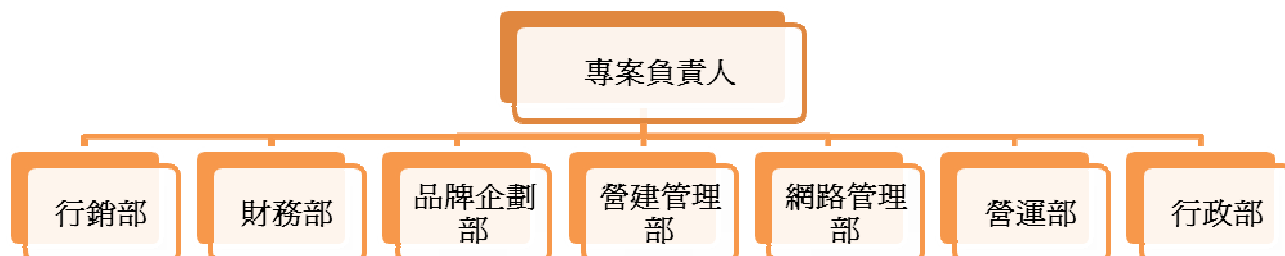 專案負責人
行銷部
財務部
品牌企劃
部
營建管理
部
網路管理
部
營運部
行政部